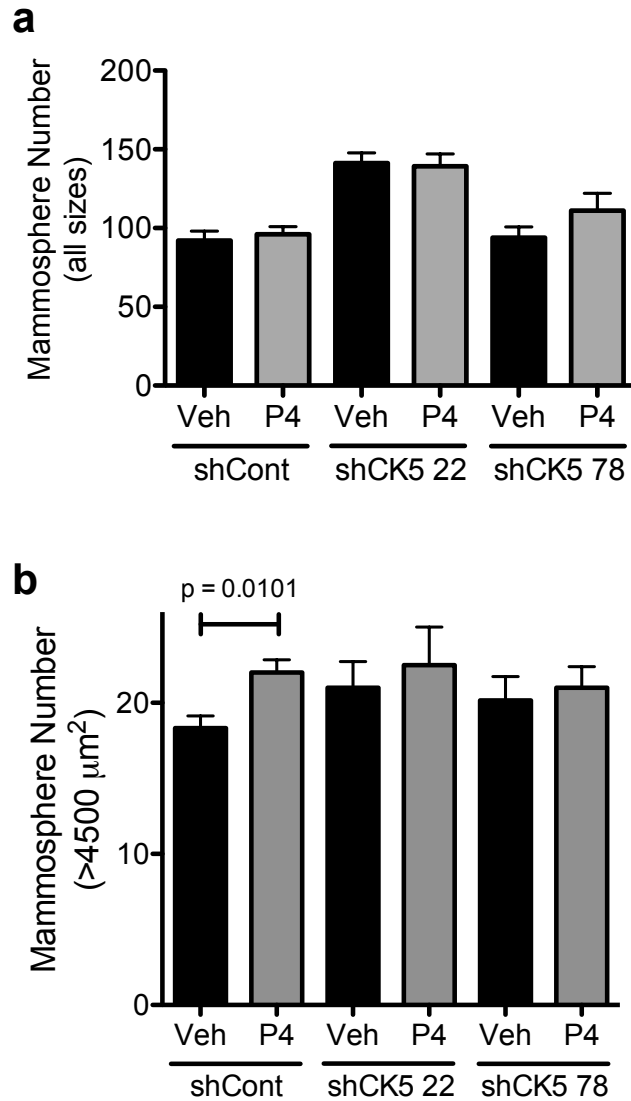 a
Mammosphere Number
(all sizes)
200
150
100
50
0
Veh P4 Veh P4 Veh P4
shCont shCK5 22 shCK5 78
b
p = 0.0101
Mammosphere Number
(>4500 μm²)
20
10
0
Veh P4 Veh P4 Veh P4
shCont shCK5 22 shCK5 78